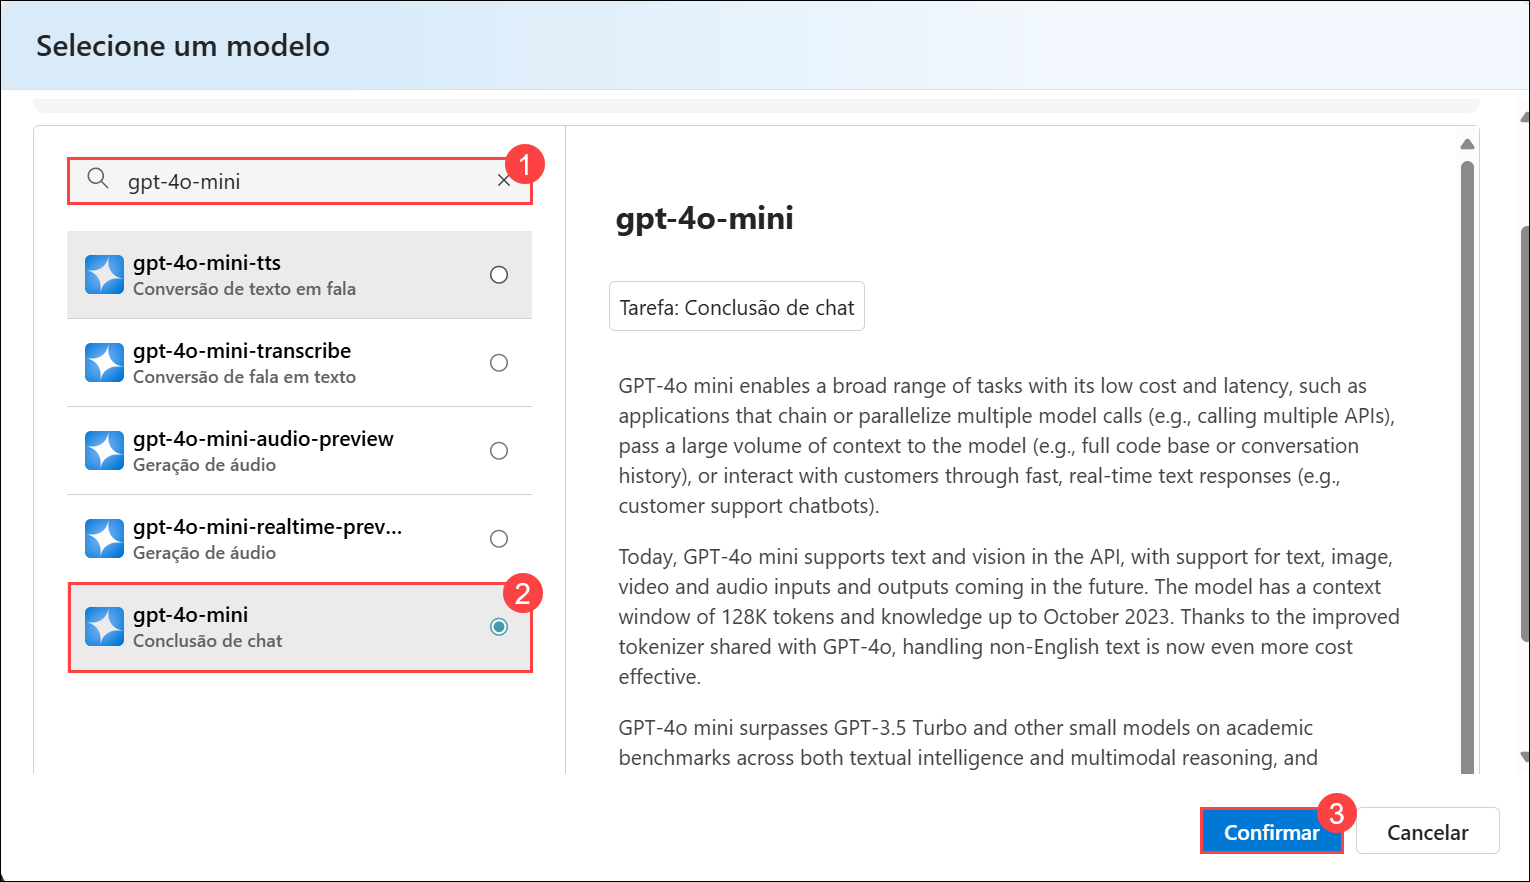 Selecione um modelo
gpt-4o-mini
1
gpt-4o-mini-tts
Conversão de texto em fala
gpt-4o-mini-transcribe
Conversão de fala em texto
gpt-4o-mini-audio-preview
Geração de áudio
gpt-4o-mini-realtime-prev...
Geração de áudio
gpt-4o-mini
Conclusão de chat
2
gpt-4o-mini
Tarefa: Conclusão de chat
GPT-4o mini enables a broad range of tasks with its low cost and latency, such as
applications that chain or parallelize multiple model calls (e.g., calling multiple APIs),
pass a large volume of context to the model (e.g., full code base or conversation
history), or interact with customers through fast, real-time text responses (e.g.,
customer support chatbots).
Today, GPT-4o mini supports text and vision in the API, with support for text, image,
video and audio inputs and outputs coming in the future. The model has a context
window of 128K tokens and knowledge up to October 2023. Thanks to the improved
tokenizer shared with GPT-4o, handling non-English text is now even more cost
effective.
GPT-4o mini surpasses GPT-3.5 Turbo and other small models on academic
benchmarks across both textual intelligence and multimodal reasoning, and
Confirmar
3
Cancelar